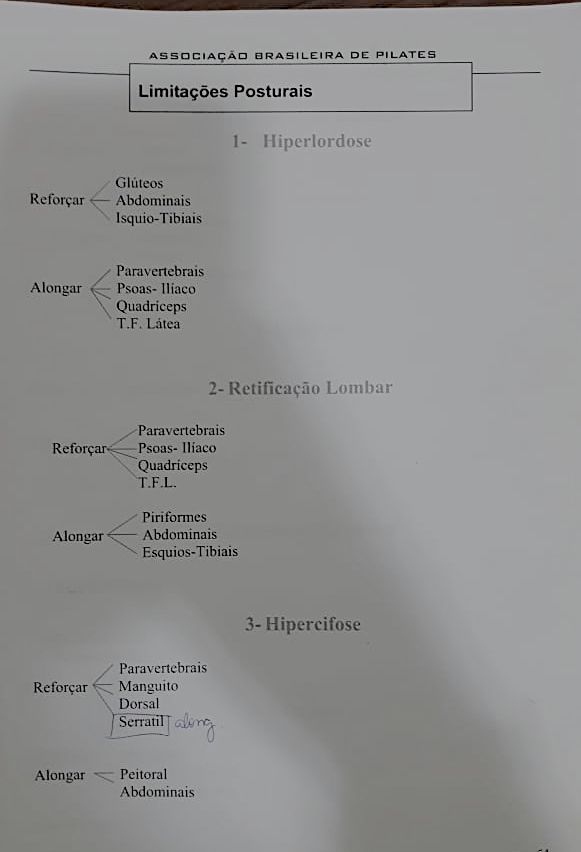 ASSOCIAÇÃO BRASILEIRA DE PILATES
Limitações Posturais
1- Hiperlordose
Glúteos
Reforçar Abdominais
Isquio-Tibiais
Paravertebrais
Alongar Psoas- Ilíaco
Quadríceps
T.F. Látea
2- Retificação Lombar
Paravertebrais
Reforçar Psoas- Ilíaco
Quadríceps
T.F.L.
Piriformes
Alongar Abdominais
Esquios-Tibiais
3- Hipercifose
Paravertebrais
Reforçar Manguito
Dorsal
Serratil along
Alongar Peitoral
Abdominais